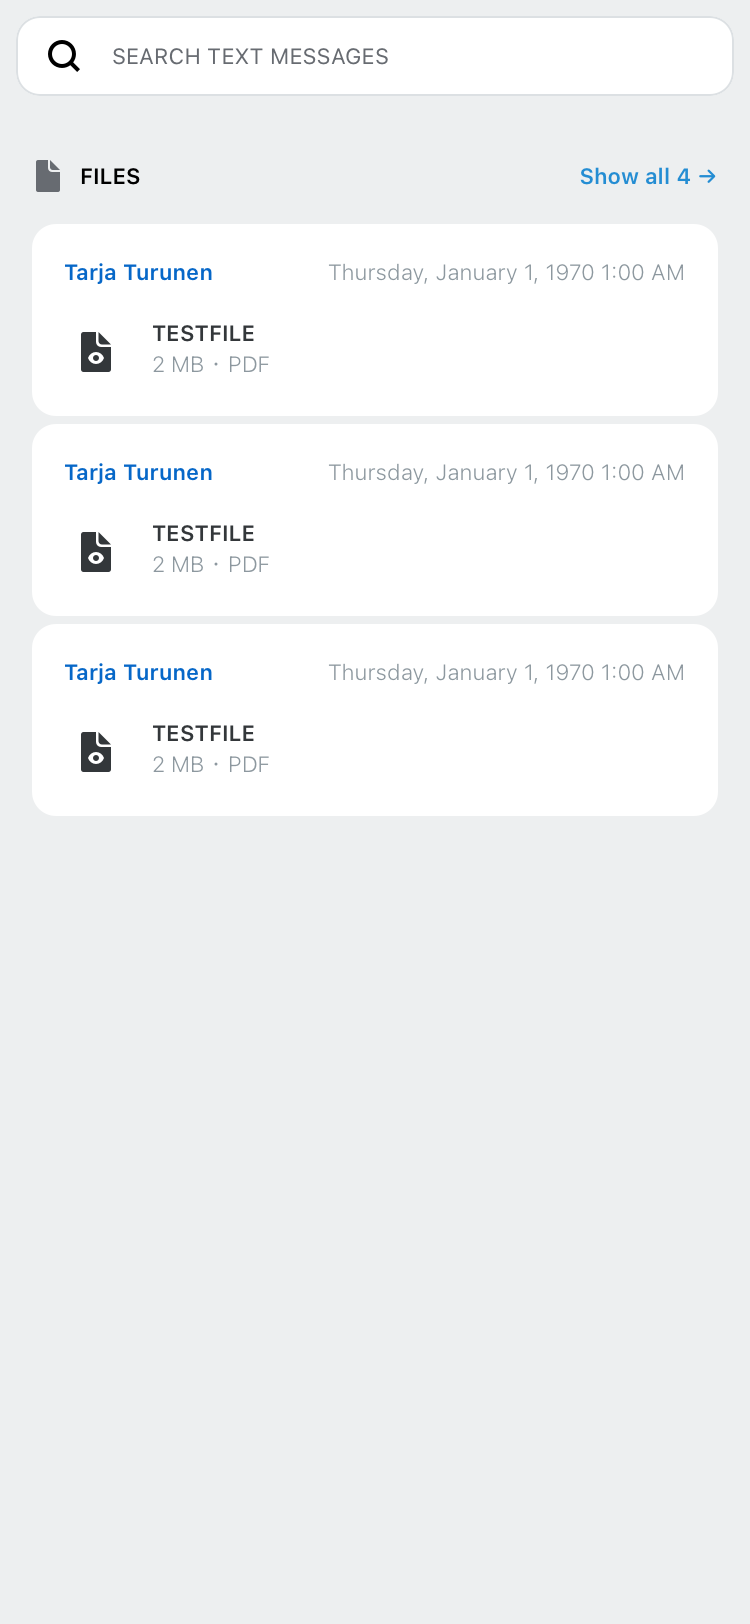 SEARCH TEXT MESSAGES
FILES
Show all 4 →
Tarja Turunen
Thursday, January 1, 1970 1:00 AM
TESTFILE
2 MB · PDF
Tarja Turunen
Thursday, January 1, 1970 1:00 AM
TESTFILE
2 MB · PDF
Tarja Turunen
Thursday, January 1, 1970 1:00 AM
TESTFILE
2 MB · PDF